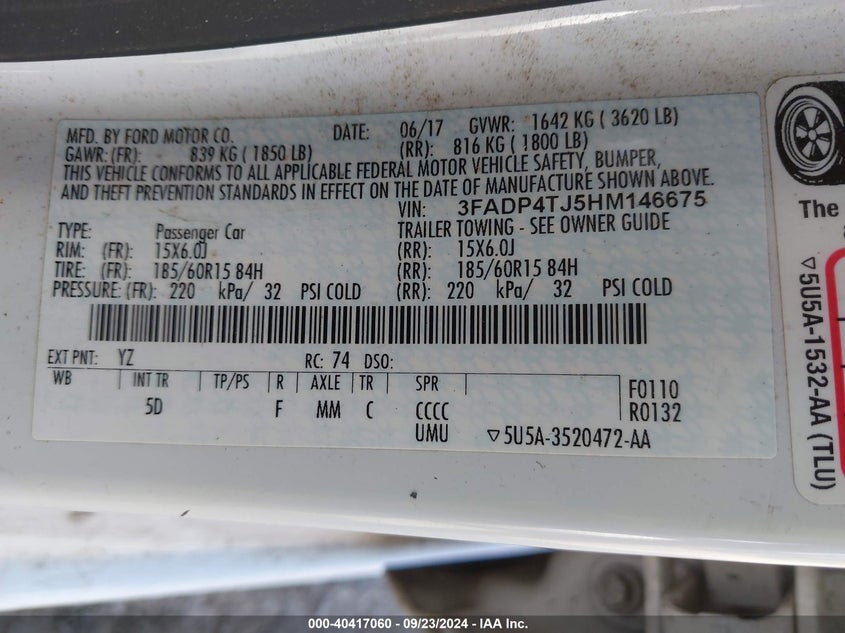 MFD. BY FORD MOTOR CO. DATE: 06/17 GVWR: 1642 KG ( 3620 LB)
GAWR: (FR): 839 KG ( 1850 LB) (RR): 816 KG ( 1800 LB)
THIS VEHICLE CONFORMS TO ALL APPLICABLE FEDERAL MOTOR VEHICLE SAFETY, BUMPER,
AND THEFT PREVENTION STANDARDS IN EFFECT ON THE DATE OF MANUFACTURE SHOWN ABOVE.
VIN: 3FADP4TJ5HM146675
TYPE: Passenger Car TRAILER TOWING - SEE OWNER GUIDE
RIM: (FR): 15X6.0J (RR): 15X6.0J
TIRE: (FR): 185/60R15 84H (RR): 185/60R15 84H
PRESSURE: (FR): 220 kPa/ 32 PSI COLD (RR): 220 kPa/ 32 PSI COLD
EXT PNT: YZ RC: 74 DSO:
WB INT TR TP/PS R AXLE TR SPR F0110
5D F MM C CCCC R0132
UMU ▽5U5A-3520472-AA
The
▽5U5A-1532-AA (TLU)
000-40417060 - 09/23/2024 - IAA Inc.